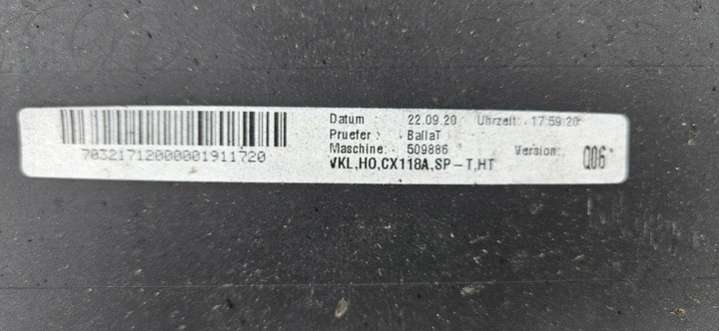 Datum : 22.09.20 Uhrzeit: 17:59:20
Pruefer : BallaT
Maschine: 509886 Version: Q06
VKL,HO,CX118A,SP-T,HT
703217120000001911720